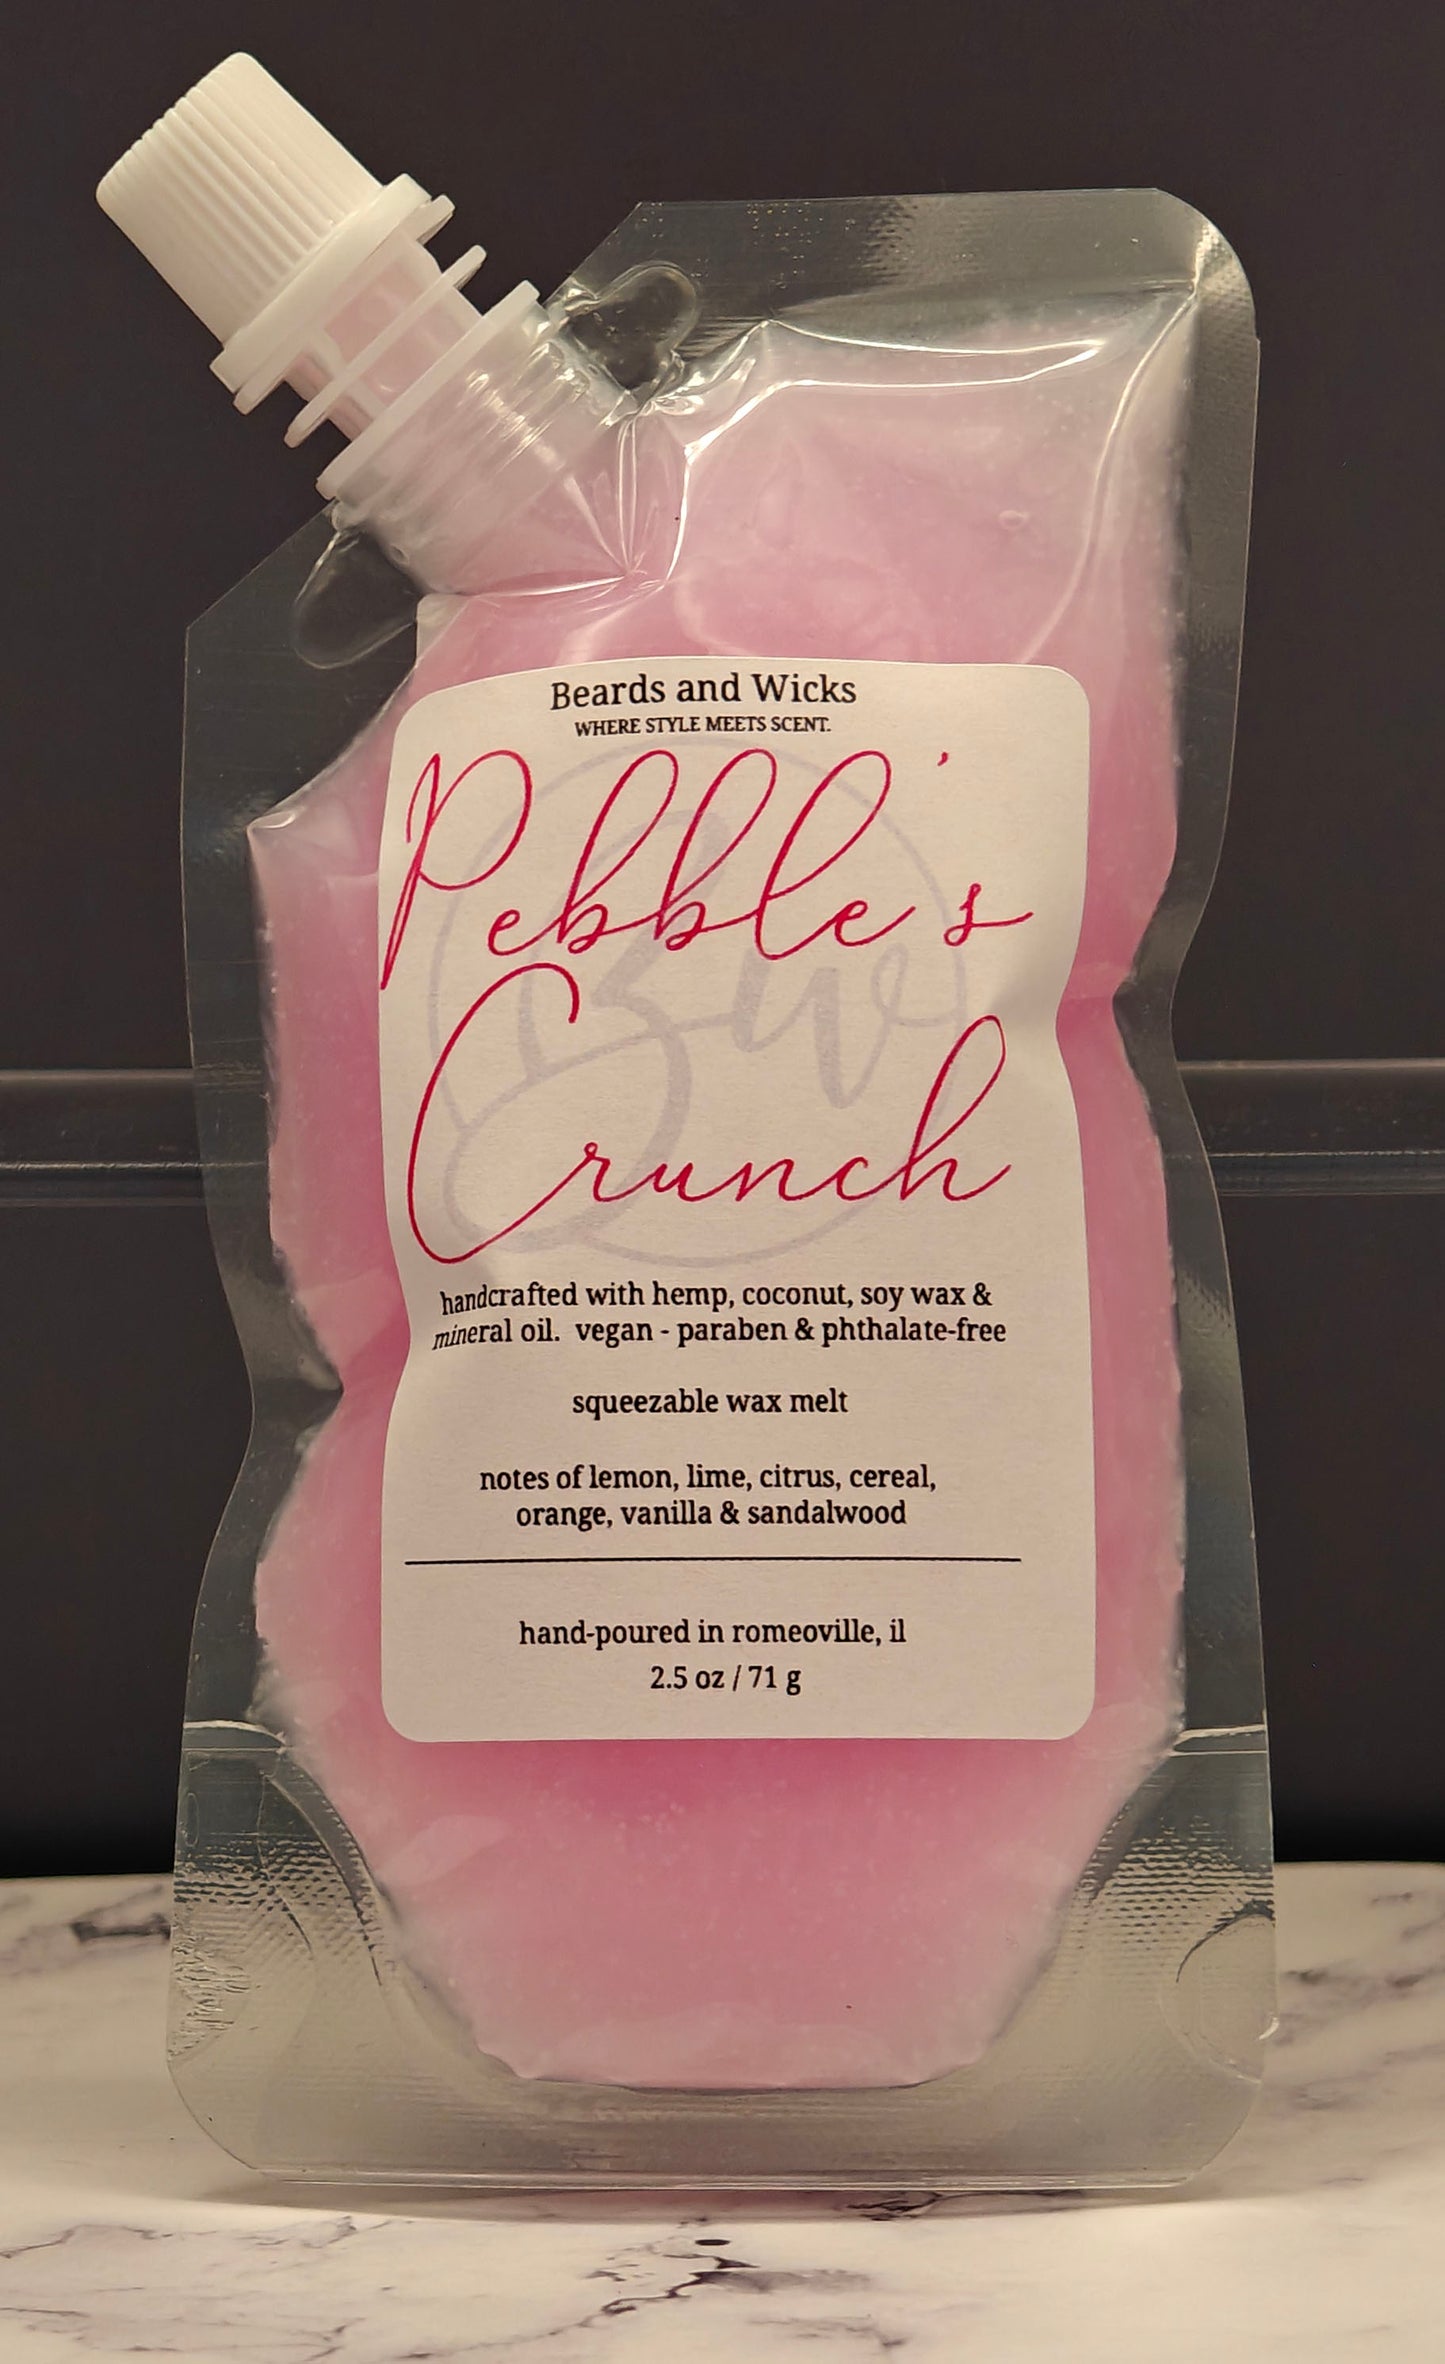 Beards and Wicks
WHERE STYLE MEETS SCENT.
Pebble's
Crunch
BW
handcrafted with hemp, coconut, soy wax &
mineral oil.  vegan - paraben & phthalate-free
squeezable wax melt
notes of lemon, lime, citrus, cereal,
orange, vanilla & sandalwood
hand-poured in romeoville, il
2.5 oz / 71 g